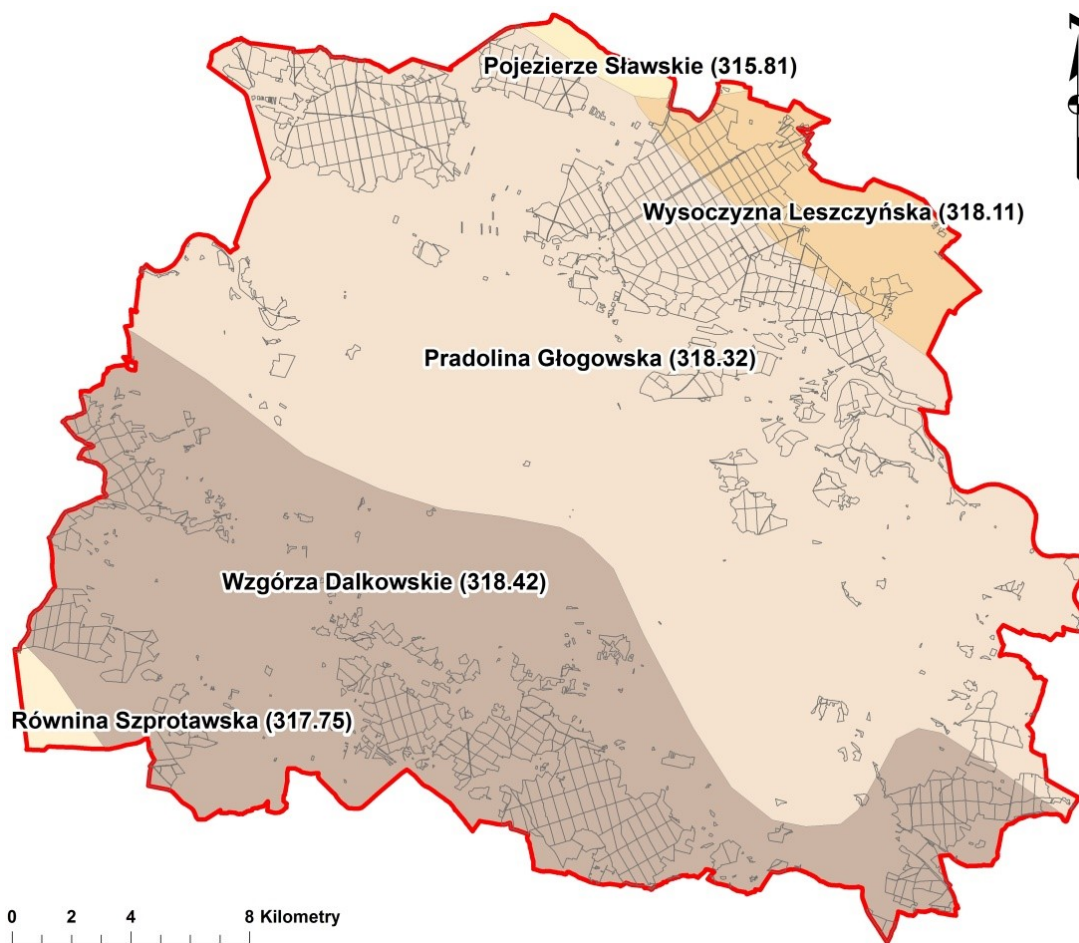 Pojezierze Sławskie (315.81)
Wysoczyzna Leszczyńska (318.11)
Pradolina Głogowska (318.32)
Wzgórza Dalkowskie (318.42)
Równina Szprotawska (317.75)
0 2 4 8 Kilometry